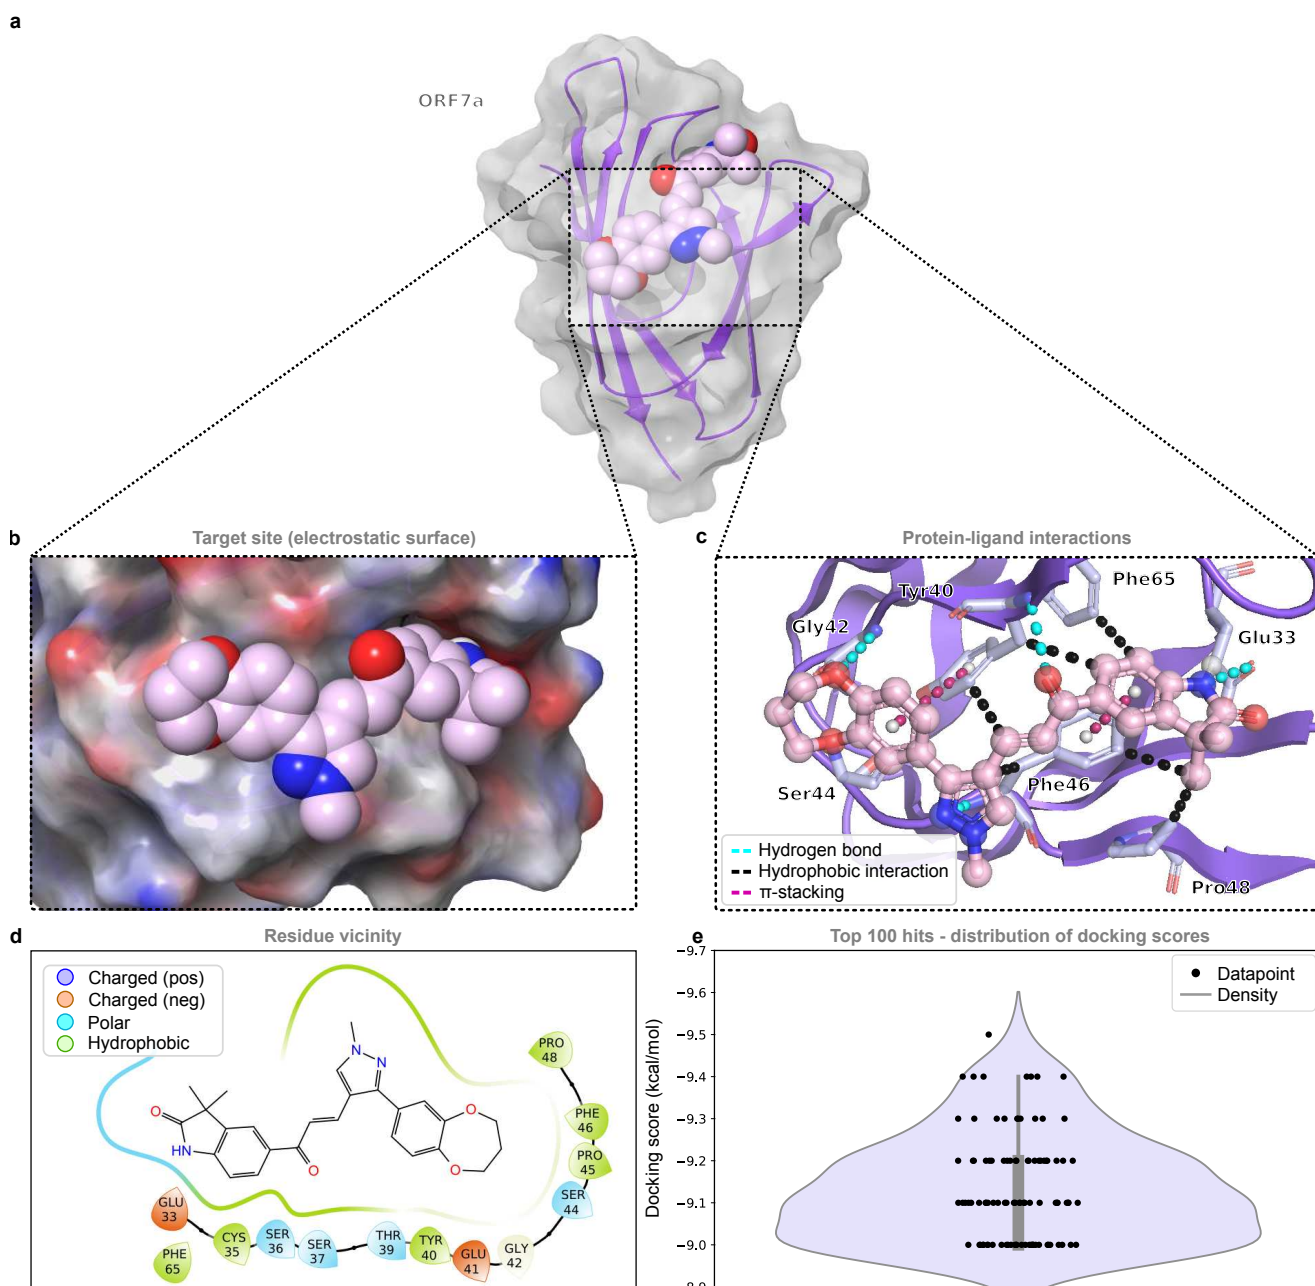 a
ORF7a
b
Target site (electrostatic surface)
c
Protein-ligand interactions
Phe65
Tyr40
Gly42
Glu33
Ser44
Phe46
Pro48
Hydrogen bond
Hydrophobic interaction
π-stacking
d
Residue vicinity
Charged (pos)
Charged (neg)
Polar
Hydrophobic
N
N
O
HN
O
O
O
PRO
48
PHE
46
PRO
45
SER
44
GLY
42
GLU
41
TYR
40
THR
39
SER
37
SER
36
CYS
35
GLU
33
PHE
65
e
Top 100 hits - distribution of docking scores
Datapoint
Density
Docking score (kcal/mol)
−9.7
−9.6
−9.5
−9.4
−9.3
−9.2
−9.1
−9.0
−8.9